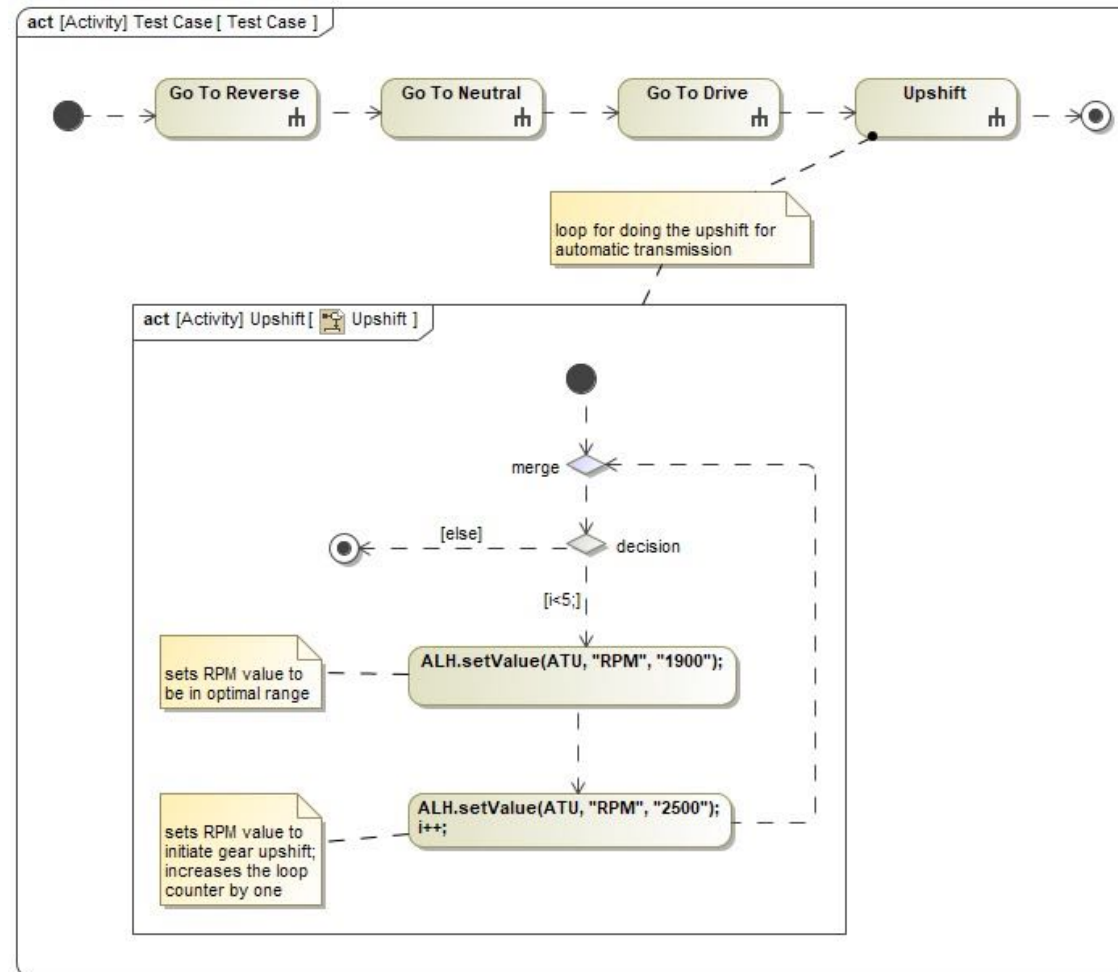 act [Activity] Test Case [ Test Case ]
Go To Reverse
Go To Neutral
Go To Drive
Upshift
loop for doing the upshift for
automatic transmission
act [Activity] Upshift [ Upshift ]
merge
[else]
decision
[i<5;]
ALH.setValue(ATU, "RPM", "1900");
sets RPM value to
be in optimal range
ALH.setValue(ATU, "RPM", "2500");
i++;
sets RPM value to
initiate gear upshift;
increases the loop
counter by one